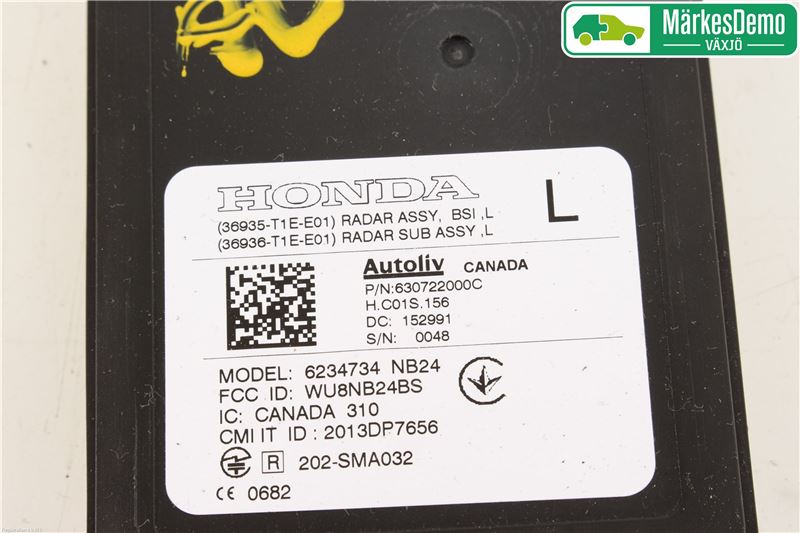 MärkesDemo
VÄXJÖ
HONDA
L
(36935-T1E-E01) RADAR ASSY, BSI ,L
(36936-T1E-E01) RADAR SUB ASSY ,L
Autoliv CANADA
P/N:630722000C
H.C01S.156
DC: 152991
S/N: 0048
MODEL: 6234734 NB24
FCC ID: WU8NB24BS
IC: CANADA 310
CMI IT ID : 2013DP7656
R 202-SMA032
CE 0682